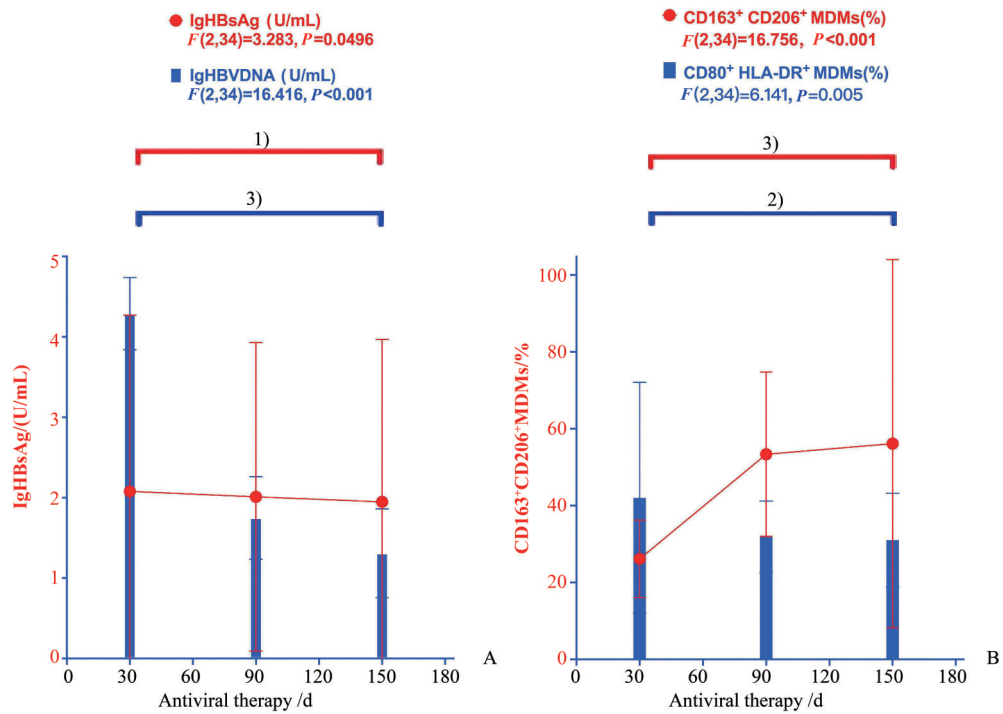 IgHBsAg (U/mL)
F(2,34)=3.283, P=0.0496
IgHBVDNA (U/mL)
F(2,34)=16.416, P<0.001
1)
3)
5
4
3
2
1
0
IgHBsAg/(U/mL)
0 30 60 90 120 150 180
Antiviral therapy /d
A
CD163⁺ CD206⁺ MDMs(%)
F(2,34)=16.756, P<0.001
CD80⁺ HLA-DR⁺ MDMs(%)
F(2,34)=6.141, P=0.005
3)
2)
100
80
60
40
20
0
CD163⁺CD206⁺MDMs/%
0 30 60 90 120 150 180
Antiviral therapy /d
B